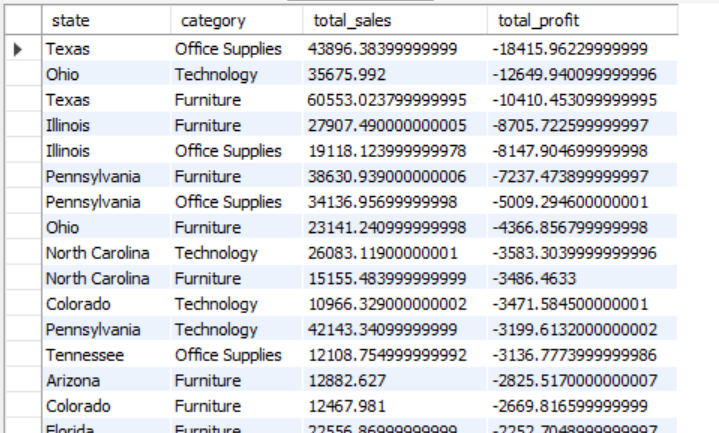 state category total_sales total_profit
Texas Office Supplies 43896.38399999999 -18415.96229999999
Ohio Technology 35675.992 -12649.940099999996
Texas Furniture 60553.023799999995 -10410.453099999995
Illinois Furniture 27907.490000000005 -8705.722599999997
Illinois Office Supplies 19118.123999999978 -8147.904699999998
Pennsylvania Furniture 38630.939000000006 -7237.473899999997
Pennsylvania Office Supplies 34136.95699999998 -5009.294600000001
Ohio Furniture 23141.240999999998 -4366.856799999998
North Carolina Technology 26083.11900000001 -3583.3039999999996
North Carolina Furniture 15155.483999999999 -3486.4633
Colorado Technology 10966.329000000002 -3471.584500000001
Pennsylvania Technology 42143.34099999999 -3199.6132000000002
Tennessee Office Supplies 12108.754999999992 -3136.7773999999986
Arizona Furniture 12882.627 -2825.5170000000007
Colorado Furniture 12467.981 -2669.816599999999
Florida Furniture 22556.86999999999 -2252.7048999999997